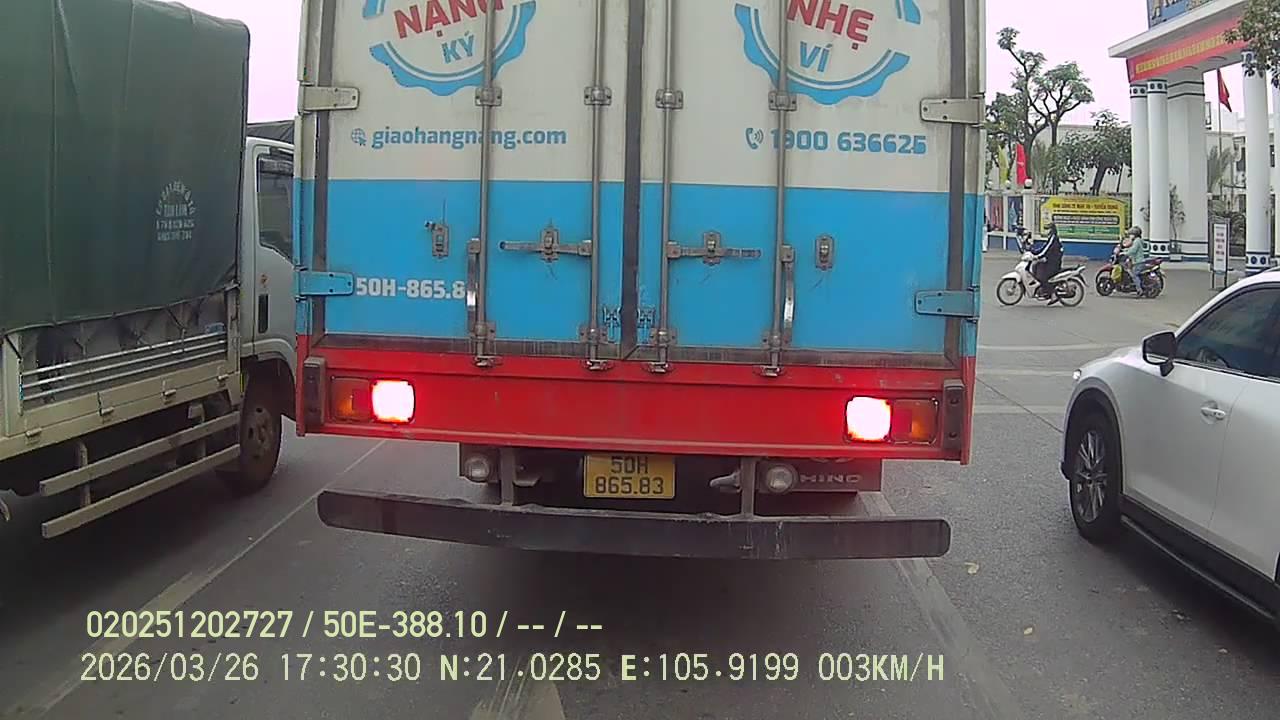 NẶNG
KÝ
NHẸ
VÍ
giaohangnang.com
1900 636625
50H-865.8
50H
865.83
HINO
020251202727 / 50E-388.10 / -- / --
2026/03/26 17:30:30 N:21.0285 E:105.9199 003KM/H